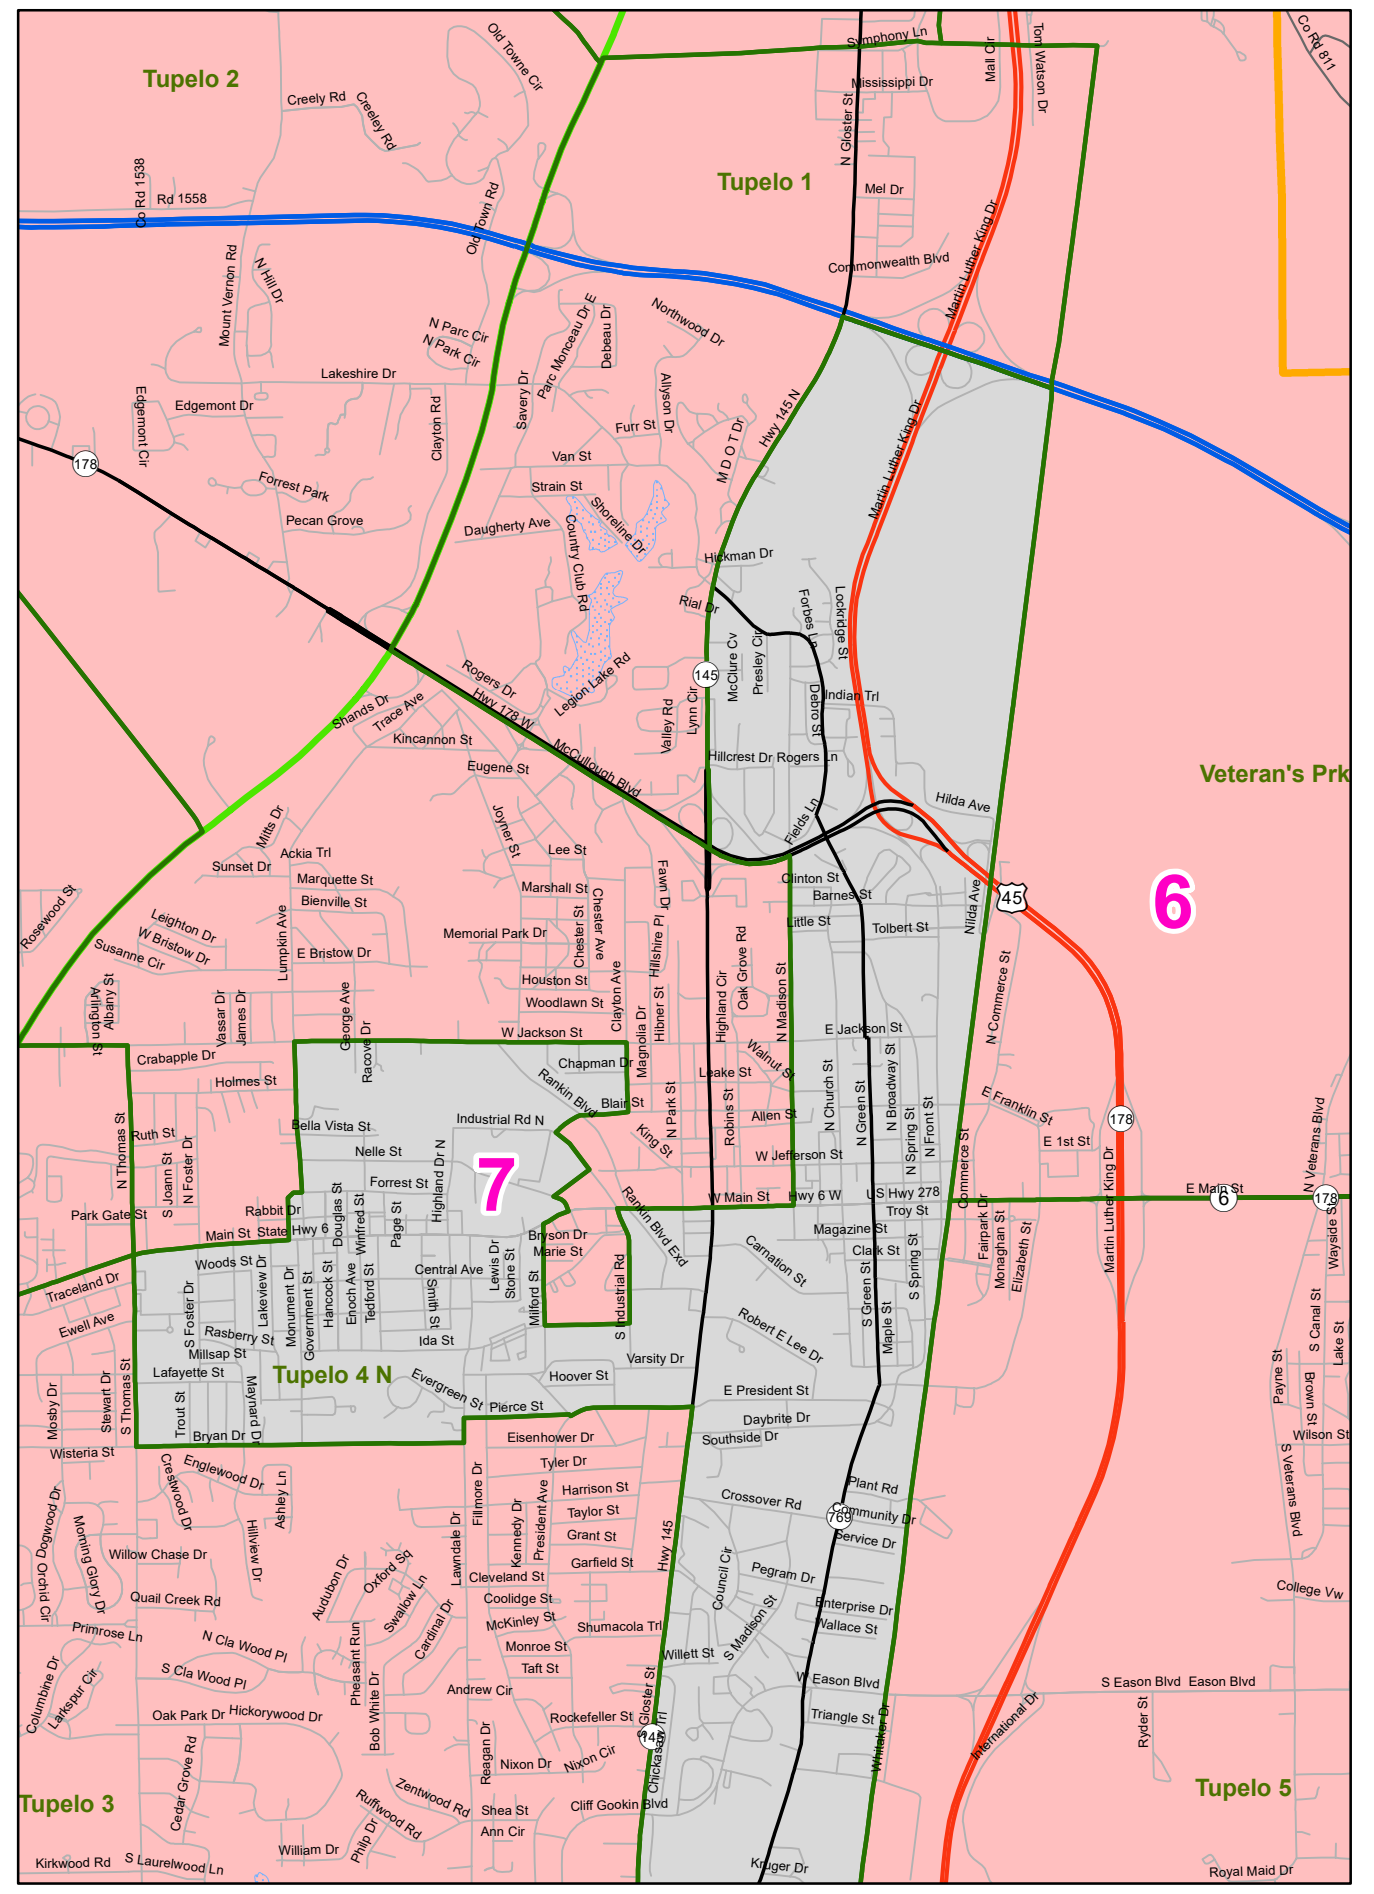 Old Towne Cir
Symphony Ln
Mall Cir
Tom Watson Dr
Co Rd 811
Tupelo 2
Creely Rd
Creeley Rd
Mississippi Dr
N Gloster St
Tupelo 1
Co Rd 1538
Rd 1558
Old Town Rd
Mel Dr
Martin Luther King Dr
Commonwealth Blvd
Mount Vernon Rd
N Hill Dr
N Parc Cir
N Park Cir
Parc Monceau Dr E
Debeau Dr
Northwood Dr
Lakeshire Dr
Savery Dr
Allyson Dr
Hwy 145 N
Edgemont Cir
Edgemont Dr
Clayton Rd
Furr St
M D O T Dr
Martin Luther King Dr
178
Van St
Forrest Park
Strain St
Shoreline Dr
Pecan Grove
Daugherty Ave
Country Club Rd
Hickman Dr
Rial Dr
Forbes Ln
Lockridge St
McClure Cv
Presley Cir
145
Rogers Dr
Legion Lake Rd
Hwy 178 W
Shands Dr
Trace Ave
Valley Rd
Lynn Cir
Debro St
Indian Trl
Kincannon St
McCullough Blvd
Hillcrest Dr
Rogers Ln
Eugene St
Veteran's Prk
Mitts Dr
Joyner St
Fields Ln
Hilda Ave
Ackia Trl
Sunset Dr
Lee St
Marquette St
Marshall St
Fawn Dr
Clinton St
Barnes St
Bienville St
Chester St
Chester Ave
Nilda Ave
45
6
Rosewood St
Leighton Dr
W Bristow Dr
Susanne Cir
Lumpkin Ave
E Bristow Dr
Memorial Park Dr
Hillshire Pl
Oak Grove Rd
Little St
Tolbert St
Houston St
Woodlawn St
Arlington St
Albany St
Vassar Dr
James Dr
George Ave
Racove Dr
W Jackson St
Clayton Ave
Magnolia Dr
Hibner St
Highland Cir
N Madison St
E Jackson St
N Commerce St
Crabapple Dr
Holmes St
Chapman Dr
Rankin Blvd
Blair St
Leake St
Walnut St
N Park St
Robins St
Allen St
N Church St
N Green St
N Broadway St
N Spring St
N Front St
E Franklin St
178
Industrial Rd N
Bella Vista St
N Thomas St
Ruth St
S Joann St
N Foster Dr
Nelle St
7
King St
W Jefferson St
E 1st St
Commerce St
Martin Luther King Dr
N Veterans Blvd
Forrest St
Highland Dr N
Rankin Blvd Exd
W Main St
Hwy 6 W
US Hwy 278
E Main St
6
178
Park Gate St
Rabbit Dr
Main St
State Hwy 6
Douglas St
Winfred St
Page St
Bryson Dr
Marie St
Magazine St
Troy St
Clark St
Fairpark Dr
Monaghan St
Elizabeth St
Wayside St
Woods St
Central Ave
Lewis Dr
Stone St
Milford St
S Industrial Rd
Carnation St
S Green St
S Spring St
Traceland Dr
Ewell Ave
S Foster Dr
Lakeview Dr
Monument Dr
Government St
Hancock St
Enoch Ave
Tedford St
Smith St
Ida St
Robert E Lee Dr
Maple St
S Canal St
Lake St
Rasberry St
Millsap St
Lafayette St
Tupelo 4 N
Varsity Dr
Hoover St
Evergreen St
Pierce St
E President St
Payne St
Brown St
Mosby Dr
Stewart Dr
S Thomas St
Trout St
Maynard Dr
Bryan Dr
Eisenhower Dr
Daybrite Dr
Southside Dr
Wilson St
S Veterans Blvd
Wisteria St
Crestwood Dr
Englewood Dr
Ashley Ln
Tyler Dr
Fillmore Dr
Harrison St
Plant Rd
Crossover Rd
769
Community Dr
Service Dr
Dogwood Dr
Orchid Cir
Morning Glory Dr
Willow Chase Dr
Hillview Dr
Lawndale Dr
Kennedy Dr
President Ave
Taylor St
Grant St
Garfield St
Hwy 145
Quail Creek Rd
Audubon Dr
Oxford Sq
Swallow Ln
Cardinal Dr
Cleveland St
Coolidge St
McKinley St
Council Cir
Pegram Dr
College Vw
Enterprise Dr
Wallace St
Primrose Ln
N Cla Wood Pl
S Cla Wood Pl
Pheasant Run
Bob White Dr
Shumacola Trl
Monroe St
Taft St
Willett St
S Madison St
Columbine Dr
Larkspur Cir
Andrew Cir
W Eason Blvd
S Eason Blvd
Eason Blvd
Oak Park Dr
Hickorywood Dr
Rockefeller St
S Gloster St
145
Chickasaw Trl
Triangle St
Whitaker Dr
International Dr
Ryder St
Cedar Grove Rd
Reagan Dr
Nixon Dr
Nixon Cir
Tupelo 5
Tupelo 3
Ruffwood Rd
Zentwood Rd
Shea St
Ann Cir
Cliff Gookin Blvd
Philp Dr
William Dr
Kirkwood Rd
S Laurelwood Ln
Kruger Dr
Royal Maid Dr